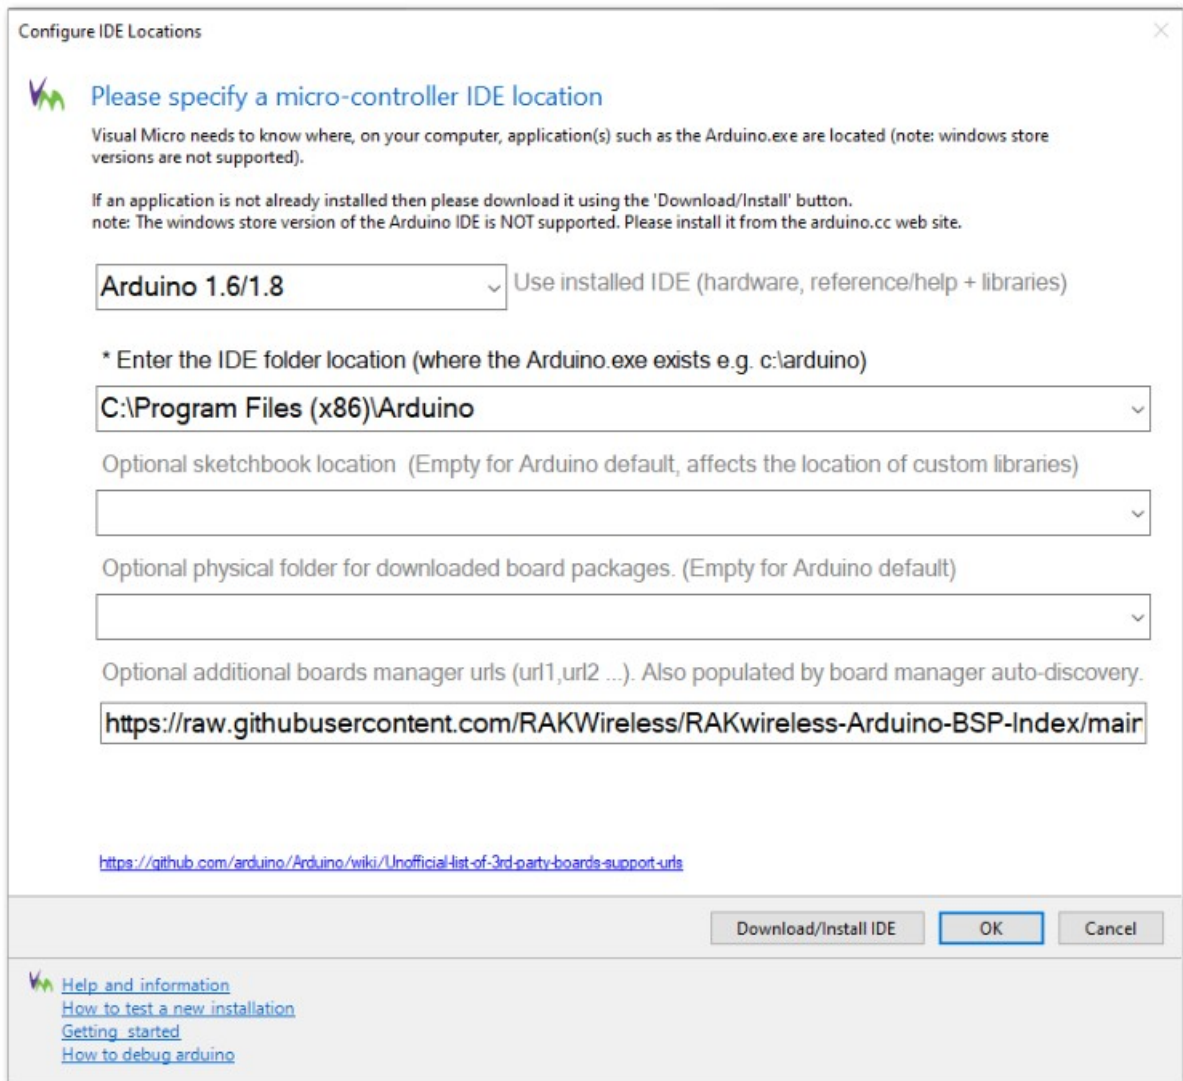 Configure IDE Locations
Please specify a micro-controller IDE location
Visual Micro needs to know where, on your computer, application(s) such as the Arduino.exe are located (note: windows store
versions are not supported).
If an application is not already installed then please download it using the 'Download/Install' button.
note: The windows store version of the Arduino IDE is NOT supported. Please install it from the arduino.cc web site.
Arduino 1.6/1.8
Use installed IDE (hardware, reference/help + libraries)
* Enter the IDE folder location (where the Arduino.exe exists e.g. c:\arduino)
C:\Program Files (x86)\Arduino
Optional sketchbook location (Empty for Arduino default, affects the location of custom libraries)
Optional physical folder for downloaded board packages. (Empty for Arduino default)
Optional additional boards manager urls (url1,url2 ...). Also populated by board manager auto-discovery.
https://raw.githubusercontent.com/RAKWireless/RAKwireless-Arduino-BSP-Index/main
https://github.com/arduino/Arduino/wiki/Unofficial-list-of-3rd-party-boards-support-urls
Download/Install IDE
OK
Cancel
Help and information
How to test a new installation
Getting started
How to debug arduino